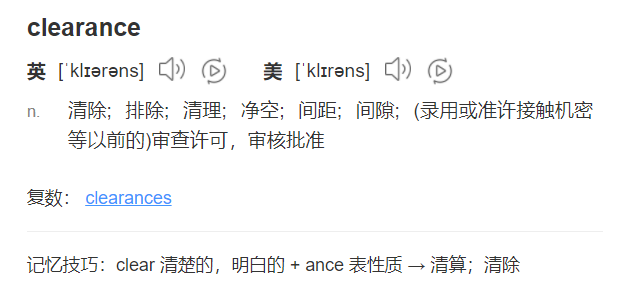 clearance
英 [ˈklɪərəns] 美 [ˈklɪrəns]
n. 清除；排除；清理；净空；间距；间隙；(录用或准许接触机密
等以前的)审查许可，审核批准
复数： clearances
记忆技巧：clear 清楚的，明白的 + ance 表性质 → 清算；清除